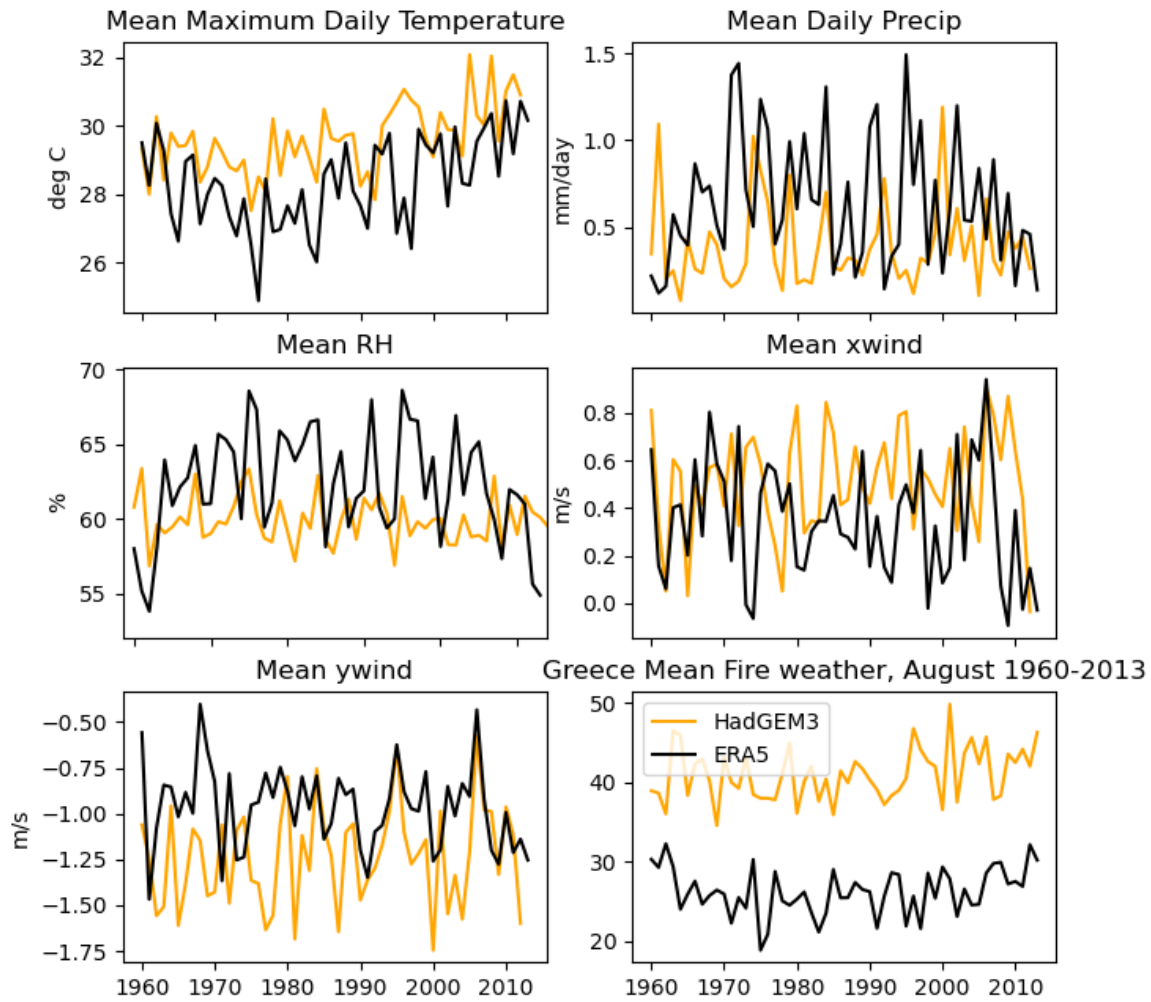 Mean Maximum Daily Temperature
Mean Daily Precip
32
30
28
26
deg C
1.5
1.0
0.5
mm/day
Mean RH
Mean xwind
70
65
60
55
%
0.8
0.6
0.4
0.2
0.0
m/s
Mean ywind
Greece Mean Fire weather, August 1960-2013
−0.50
−0.75
−1.00
−1.25
−1.50
−1.75
m/s
50
40
30
20
HadGEM3
ERA5
1960 1970 1980 1990 2000 2010
1960 1970 1980 1990 2000 2010